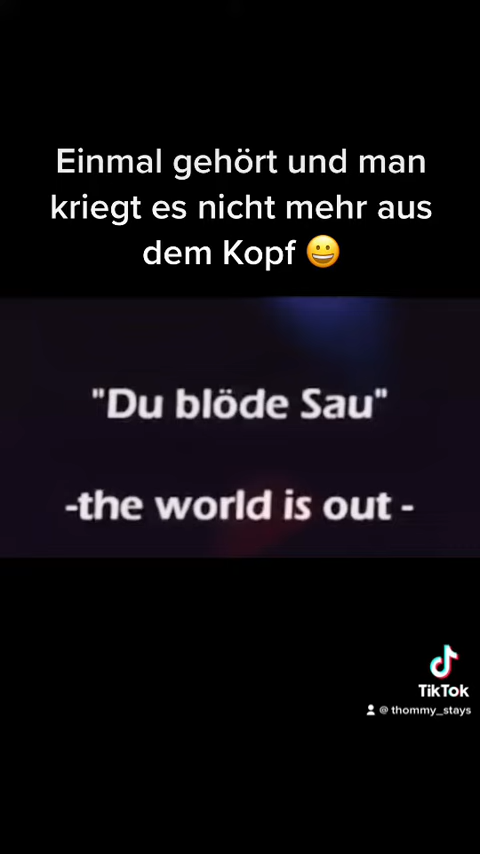 Einmal gehört und man
kriegt es nicht mehr aus
dem Kopf 😀
"Du blöde Sau"
-the world is out -
TikTok
@ thommy_stays